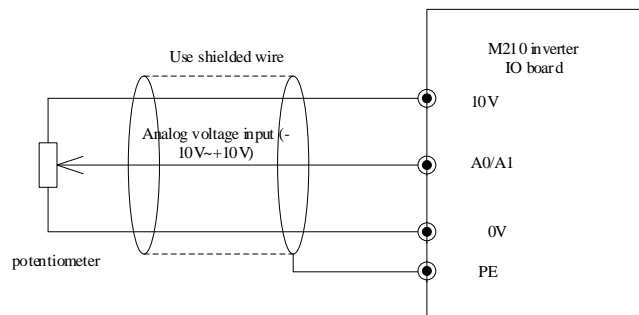 M210 inverter
IO board
Use shielded wire
10V
Analog voltage input (-
10V~+10V)
A0/A1
0V
potentiometer
PE